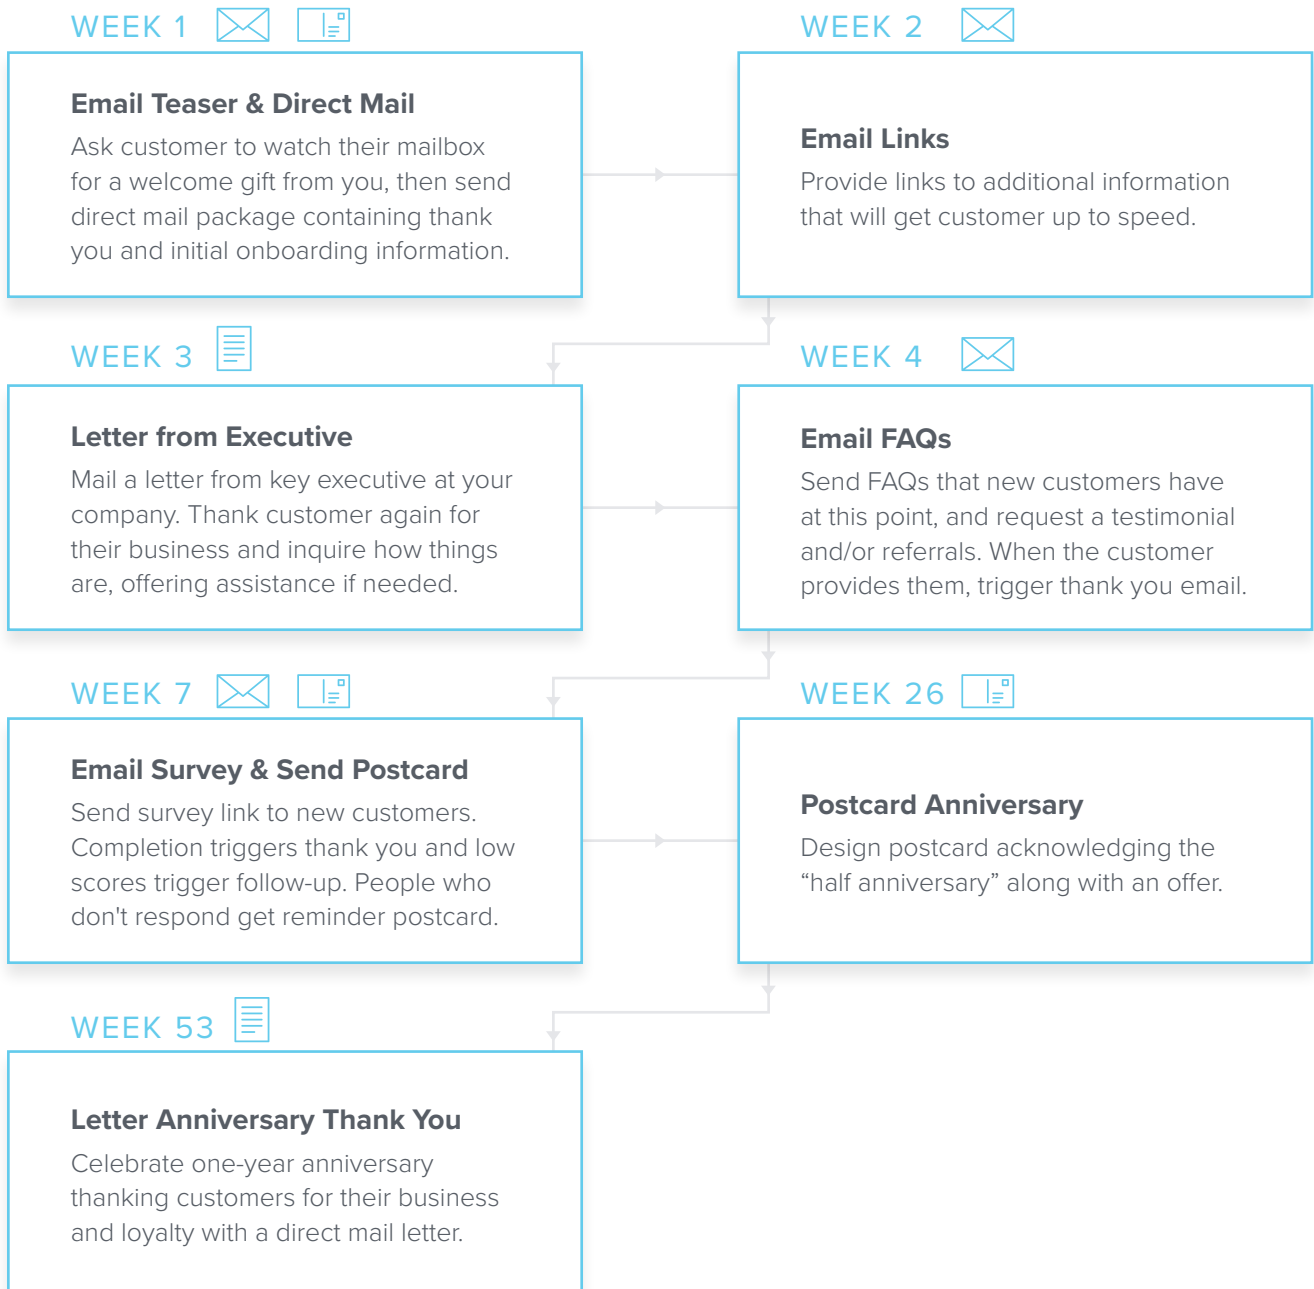 WEEK 1
Email Teaser & Direct Mail
Ask customer to watch their mailbox
for a welcome gift from you, then send
direct mail package containing thank
you and initial onboarding information.
WEEK 2
Email Links
Provide links to additional information
that will get customer up to speed.
WEEK 3
Letter from Executive
Mail a letter from key executive at your
company. Thank customer again for
their business and inquire how things
are, offering assistance if needed.
WEEK 4
Email FAQs
Send FAQs that new customers have
at this point, and request a testimonial
and/or referrals. When the customer
provides them, trigger thank you email.
WEEK 7
Email Survey & Send Postcard
Send survey link to new customers.
Completion triggers thank you and low
scores trigger follow-up. People who
don't respond get reminder postcard.
WEEK 26
Postcard Anniversary
Design postcard acknowledging the
“half anniversary” along with an offer.
WEEK 53
Letter Anniversary Thank You
Celebrate one-year anniversary
thanking customers for their business
and loyalty with a direct mail letter.